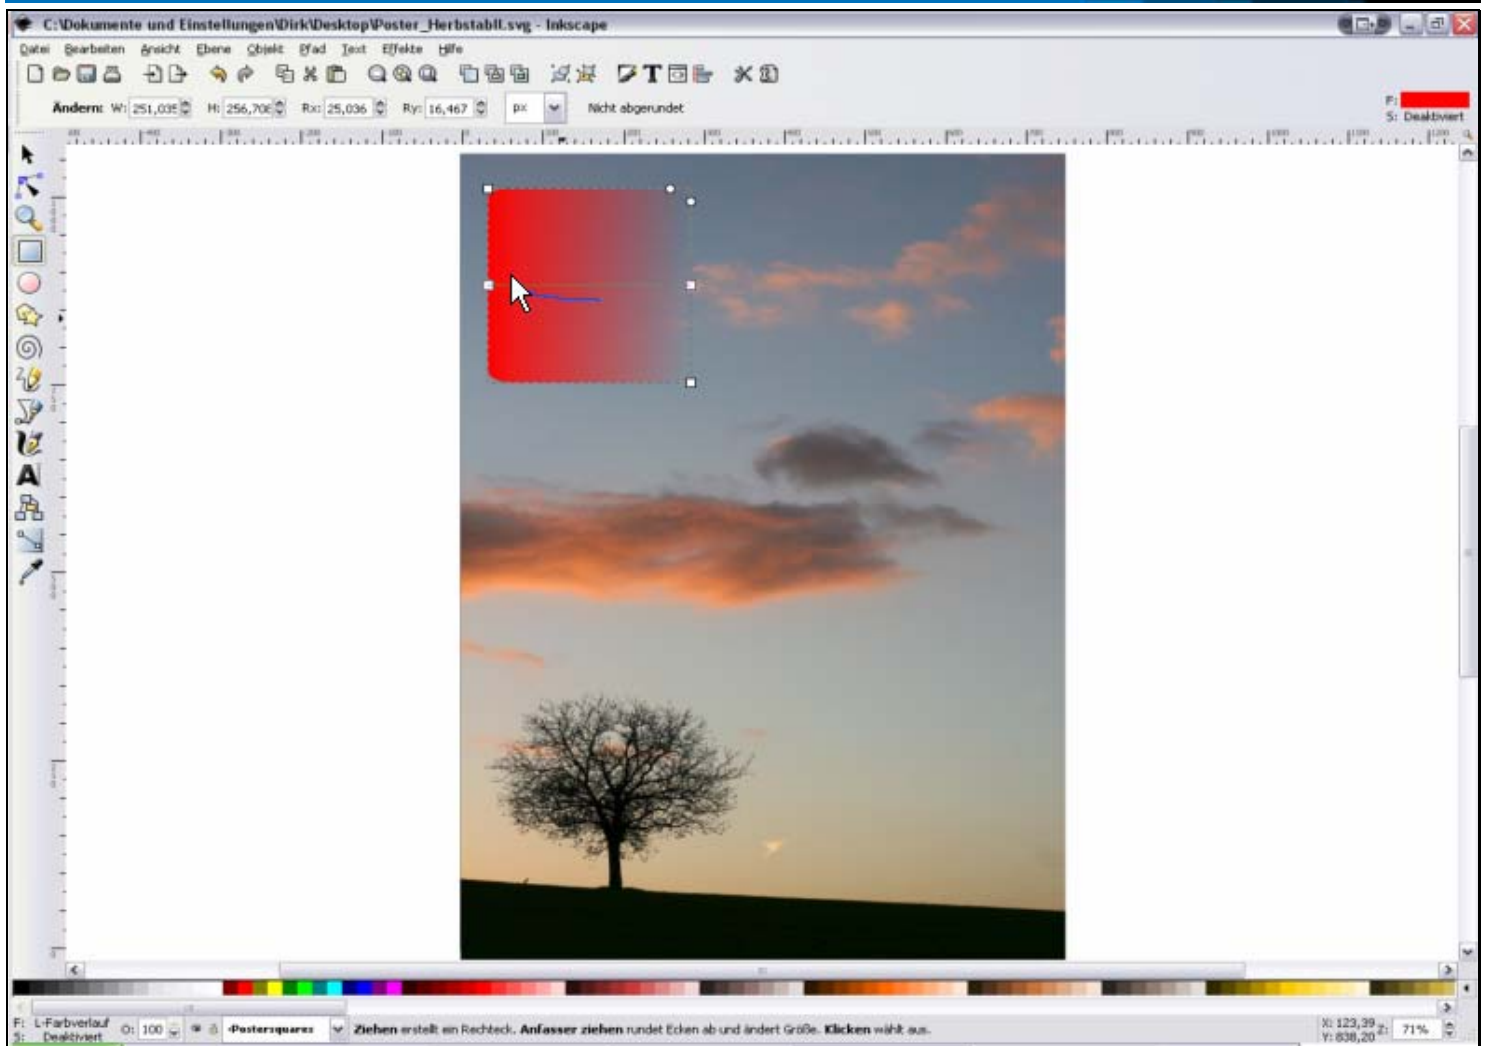 C:\Dokumente und Einstellungen\Dirk\Desktop\Poster_Herbstabll.svg - Inkscape
Datei Bearbeiten Ansicht Ebene Objekt Pfad Text Effekte Hilfe
Ändern: W: 251,035 H: 256,706 Rx: 25,036 Ry: 16,467 px Nicht abgerundet
F:
S: Deaktiviert
F: L-Farbverlauf
S: Deaktiviert
O: 100
Postersquares
Ziehen erstellt ein Rechteck. Anfasser ziehen rundet Ecken ab und ändert Größe. Klicken wählt aus.
X: 123,39
Y: 838,20
Z: 71%